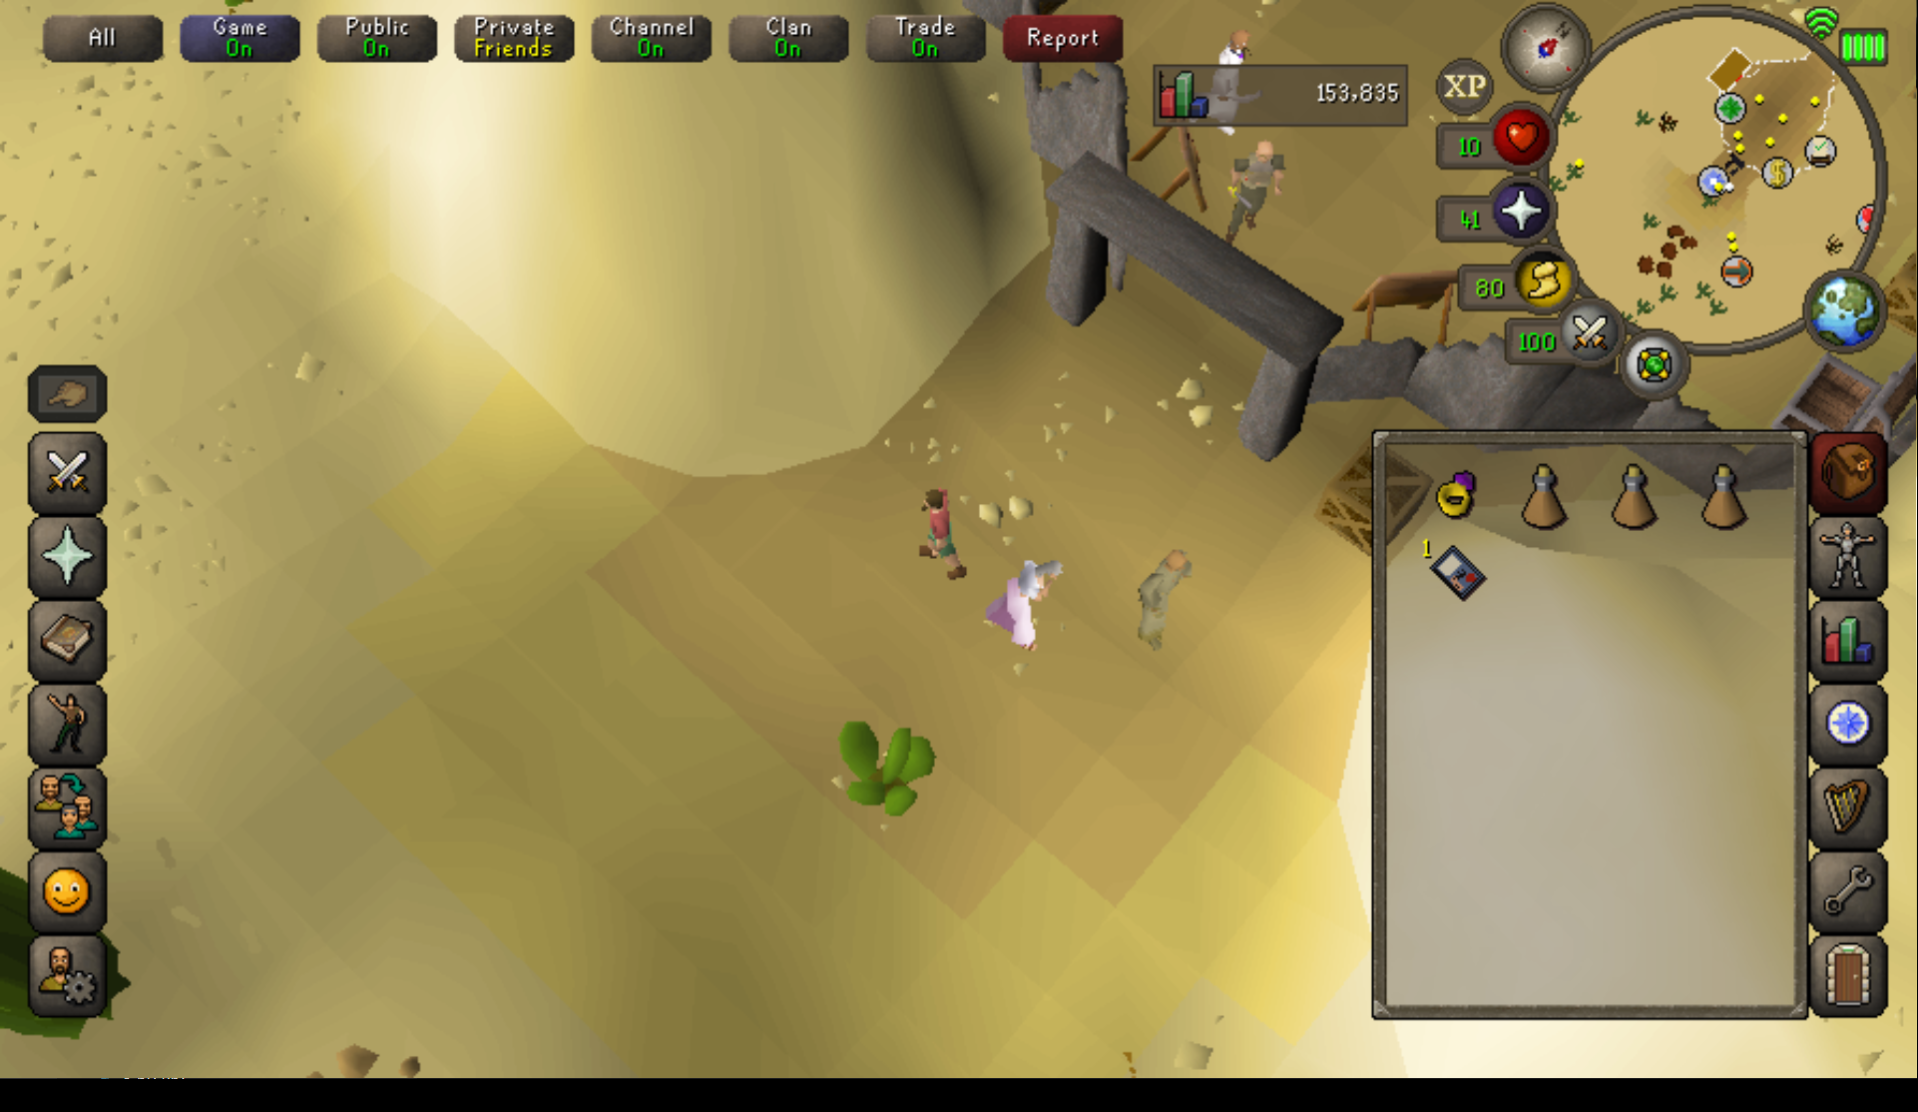 All
Game
On
Public
On
Private
Friends
Channel
On
Clan
On
Trade
On
Report
153,835
XP
10
41
80
100
1